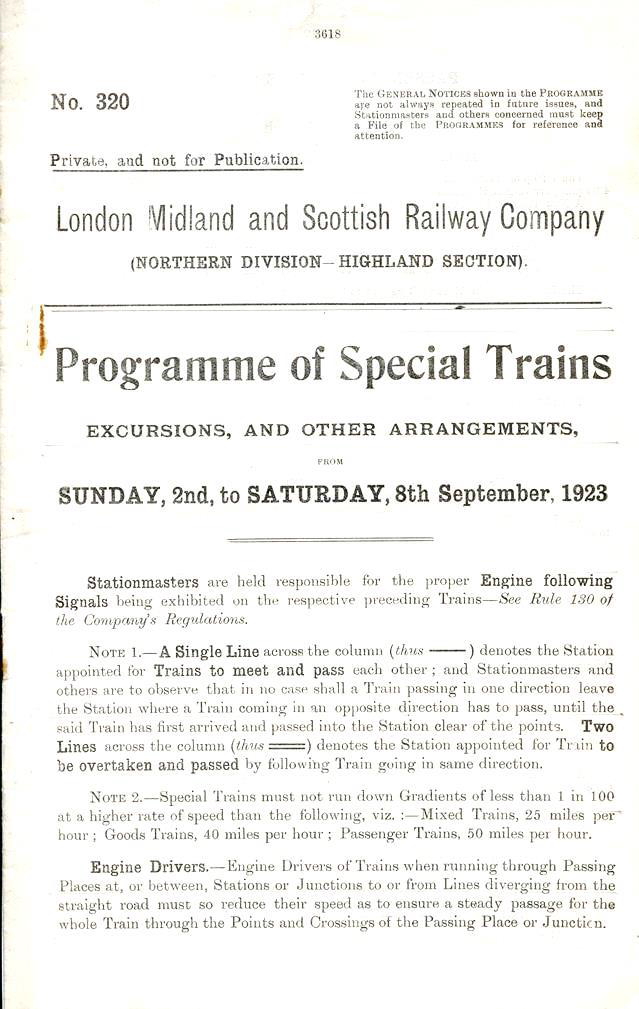 3618
No. 320
The GENERAL NOTICES shown in the PROGRAMME
are not always repeated in future issues, and
Stationmasters and others concerned must keep
a File of the PROGRAMMES for reference and
attention.
Private, and not for Publication.
London Midland and Scottish Railway Company
(NORTHERN DIVISION—HIGHLAND SECTION).
Programme of Special Trains
EXCURSIONS, AND OTHER ARRANGEMENTS,
FROM
SUNDAY, 2nd, to SATURDAY, 8th September, 1923
Stationmasters are held responsible for the proper Engine following
Signals being exhibited on the respective preceding Trains—See Rule 130 of
the Company's Regulations.
NOTE 1.—A Single Line across the column (thus ——) denotes the Station
appointed for Trains to meet and pass each other; and Stationmasters and
others are to observe that in no case shall a Train passing in one direction leave
the Station where a Train coming in an opposite direction has to pass, until the
said Train has first arrived and passed into the Station clear of the points. Two
Lines across the column (thus ═══) denotes the Station appointed for Train to
be overtaken and passed by following Train going in same direction.
NOTE 2.—Special Trains must not run down Gradients of less than 1 in 100
at a higher rate of speed than the following, viz. :—Mixed Trains, 25 miles per
hour; Goods Trains, 40 miles per hour; Passenger Trains, 50 miles per hour.
Engine Drivers.—Engine Drivers of Trains when running through Passing
Places at, or between, Stations or Junctions to or from Lines diverging from the
straight road must so reduce their speed as to ensure a steady passage for the
whole Train through the Points and Crossings of the Passing Place or Junction.